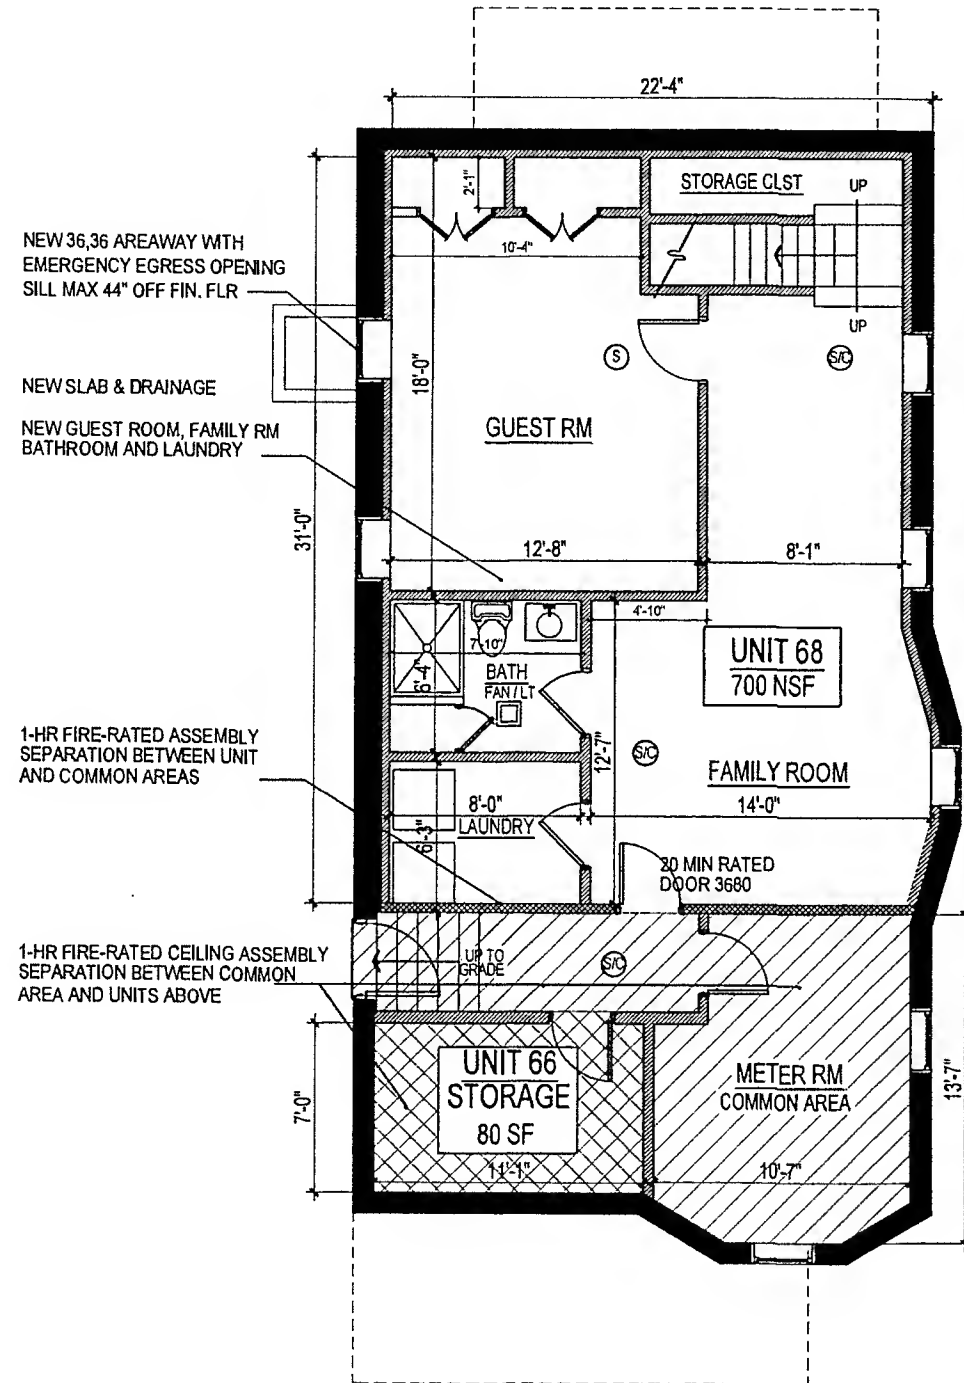 22'-4"
STORAGE CLST
UP
2'-1"
NEW 36,36 AREAWAY WITH
EMERGENCY EGRESS OPENING
SILL MAX 44" OFF FIN. FLR
10'-4"
UP
S
S/C
18'-0"
NEW SLAB & DRAINAGE
NEW GUEST ROOM, FAMILY RM
BATHROOM AND LAUNDRY
GUEST RM
31'-0"
12'-8"
8'-1"
4'-10"
7'-10"
UNIT 68
700 NSF
BATH
FAN / LT
6'-4"
1-HR FIRE-RATED ASSEMBLY
SEPARATION BETWEEN UNIT
AND COMMON AREAS
12'-7"
S/C
FAMILY ROOM
8'-0"
14'-0"
LAUNDRY
6'-3"
20 MIN RATED
DOOR 3680
1-HR FIRE-RATED CEILING ASSEMBLY
SEPARATION BETWEEN COMMON
AREA AND UNITS ABOVE
UP TO
GRADE
S/C
UNIT 66
STORAGE
80 SF
METER RM
COMMON AREA
7'-0"
13'-7"
11'-1"
10'-7"